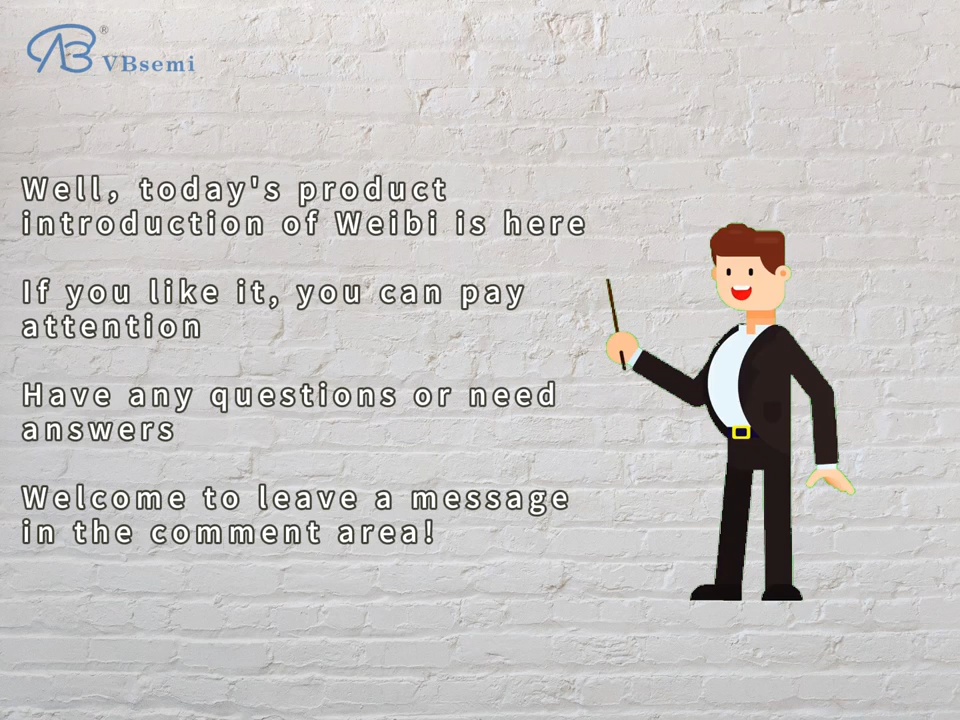 VBsemi
Well, today's product
introduction of Weibi is here
If you like it, you can pay
attention
Have any questions or need
answers
Welcome to leave a message
in the comment area!